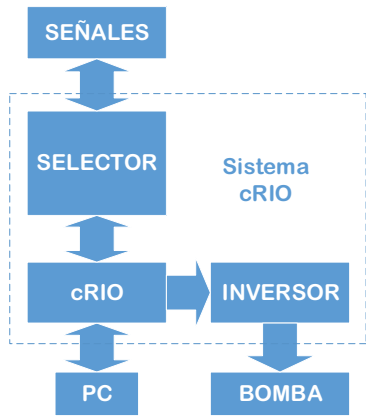 SEÑALES
SELECTOR
Sistema
cRIO
cRIO
INVERSOR
PC
BOMBA